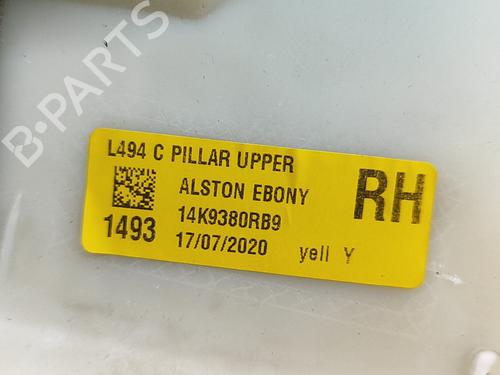 L494 C PILLAR UPPER
ALSTON EBONY
RH
14K9380RB9
1493
17/07/2020
yell Y
B-PARTS